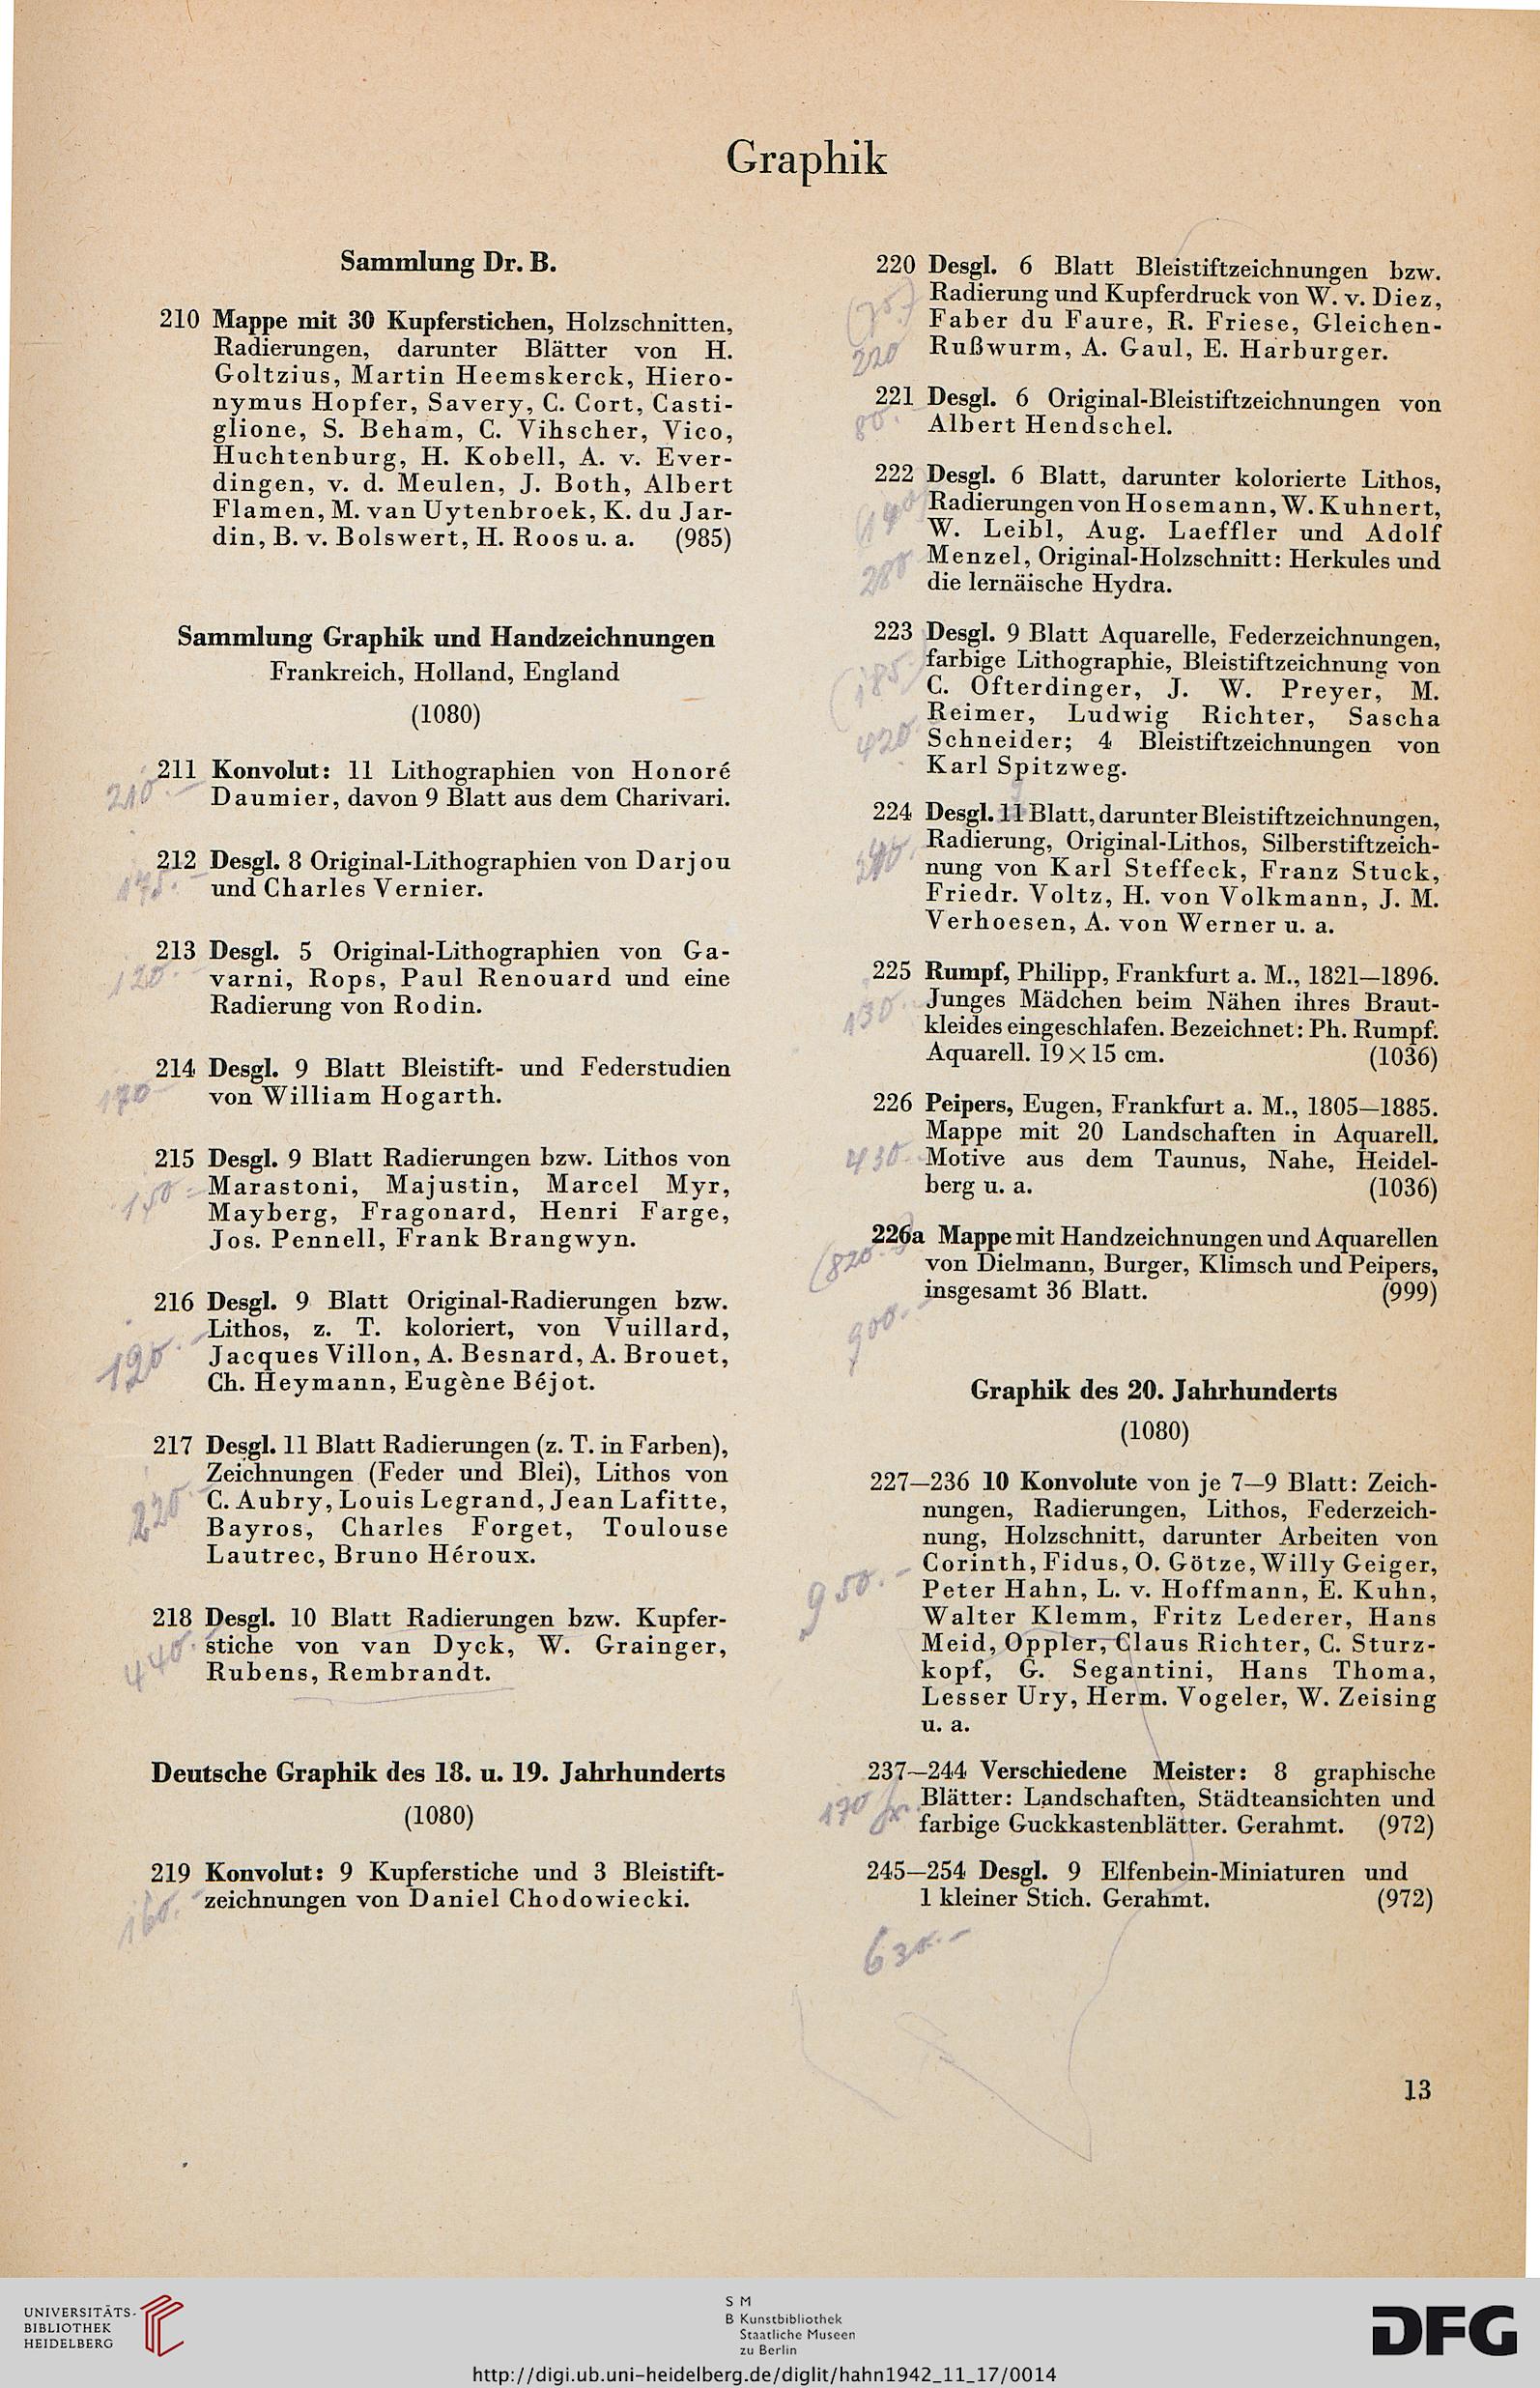 Graphik
Sammlung Dr. B.
210 Mappe mit 30 Kupferstichen, Holzschnitten,
Radierungen, darunter Blätter von H.
Goltzius, Martin Heemskerck, Hiero-
nymus Hopfer, Savery, C. Cort, Casti-
glione, S. Beham, C. Vihscher, Vico,
Huchtenburg, H. Kobell, A. v. Ever-
dingen, v. d. Meulen, J. Both, Albert
Flamen, M. van Uytenbroek, K. du Jar-
din, B. v. Bolswert, H. Roos u. a. (985)
Sammlung Graphik und Handzeichnungen
Frankreich, Holland, England
(1080)
211 Konvolut: 11 Lithographien von Honoré
210.—
Daumier, davon 9 Blatt aus dem Charivari.
212 Desgl. 8 Original-Lithographien von Darjou
und Charles Vernier.
213 Desgl. 5 Original-Lithographien von Ga-
120.—
varni, Rops, Paul Renouard und eine
Radierung von Rodin.
214 Desgl. 9 Blatt Bleistift- und Federstudien
von William Hogarth.
215 Desgl. 9 Blatt Radierungen bzw. Lithos von
150.—
Marastoni, Majustin, Marcel Myr,
Mayberg, Fragonard, Henri Farge,
Jos. Pennell, Frank Brangwyn.
216 Desgl. 9 Blatt Original-Radierungen bzw.
Lithos, z. T. koloriert, von Vuillard,
190.—
Jacques Villon, A. Besnard, A. Brouet,
Ch. Heymann, Eugène Béjot.
217 Desgl. 11 Blatt Radierungen (z. T. in Farben),
Zeichnungen (Feder und Blei), Lithos von
220.—
C. Aubry, Louis Legrand, Jean Lafitte,
Bayros, Charles Forget, Toulouse
Lautrec, Bruno Héroux.
218 Desgl. 10 Blatt Radierungen bzw. Kupfer-
440.—
stiche von van Dyck, W. Grainger,
Rubens, Rembrandt.
Deutsche Graphik des 18. u. 19. Jahrhunderts
(1080)
219 Konvolut: 9 Kupferstiche und 3 Bleistift-
160.—
zeichnungen von Daniel Chodowiecki.
220 Desgl. 6 Blatt Bleistiftzeichnungen bzw.
Radierung und Kupferdruck von W. v. Diez,
Faber du Faure, R. Friese, Gleichen-
220
Rußwurm, A. Gaul, E. Harburger.
221 Desgl. 6 Original-Bleistiftzeichnungen von
80.—
Albert Hendschel.
222 Desgl. 6 Blatt, darunter kolorierte Lithos,
(140)
Radierungen von Hosemann, W. Kuhnert,
W. Leibl, Aug. Laeffler und Adolf
280
Menzel, Original-Holzschnitt: Herkules und
die lernäische Hydra.
223 Desgl. 9 Blatt Aquarelle, Federzeichnungen,
farbige Lithographie, Bleistiftzeichnung von
(185.—)
C. Ofterdinger, J. W. Preyer, M.
Reimer, Ludwig Richter, Sascha
420.—
Schneider; 4 Bleistiftzeichnungen von
Karl Spitzweg.
224 Desgl. 11 Blatt, darunter Bleistiftzeichnungen,
Radierung, Original-Lithos, Silberstiftzeich-
nung von Karl Steffeck, Franz Stuck,
Friedr. Voltz, H. von Volkmann, J. M.
Verhoesen, A. von Werner u. a.
225 Rumpf, Philipp, Frankfurt a. M., 1821—1896.
130.—
Junges Mädchen beim Nähen ihres Braut-
kleides eingeschlafen. Bezeichnet: Ph. Rumpf.
Aquarell. 19×15 cm. (1036)
226 Peipers, Eugen, Frankfurt a. M., 1805—1885.
Mappe mit 20 Landschaften in Aquarell.
430.—
Motive aus dem Taunus, Nahe, Heidel-
berg u. a. (1036)
226a Mappe mit Handzeichnungen und Aquarellen
(820.—)
von Dielmann, Burger, Klimsch und Peipers,
insgesamt 36 Blatt. (999)
900.—
Graphik des 20. Jahrhunderts
(1080)
227—236 10 Konvolute von je 7—9 Blatt: Zeich-
nungen, Radierungen, Lithos, Federzeich-
nung, Holzschnitt, darunter Arbeiten von
950.—
Corinth, Fidus, O. Götze, Willy Geiger,
Peter Hahn, L. v. Hoffmann, E. Kuhn,
Walter Klemm, Fritz Lederer, Hans
Meid, Oppler, Claus Richter, C. Sturz-
kopf, G. Segantini, Hans Thoma,
Lesser Ury, Herm. Vogeler, W. Zeising
u. a.
237—244 Verschiedene Meister: 8 graphische
170
Blätter: Landschaften, Städteansichten und
farbige Guckkastenblätter. Gerahmt. (972)
245—254 Desgl. 9 Elfenbein-Miniaturen und
1 kleiner Stich. Gerahmt. (972)
630.—
13
UNIVERSITÄTS-
BIBLIOTHEK
HEIDELBERG
S M
B Kunstbibliothek
Staatliche Museen
zu Berlin
DFG
http://digi.ub.uni-heidelberg.de/diglit/hahn1942_11_17/0014